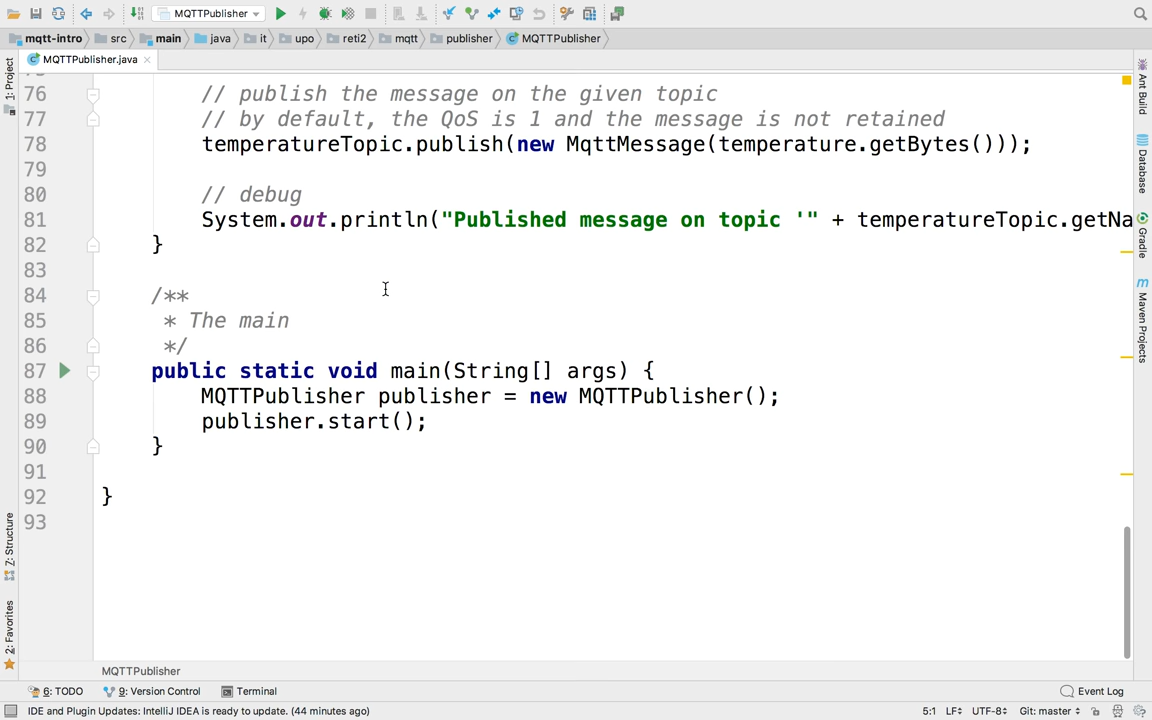 MQTTPublisher
mqtt-intro src main java it upo reti2 mqtt publisher MQTTPublisher
MQTTPublisher.java
1: Project
76 // publish the message on the given topic
77 // by default, the QoS is 1 and the message is not retained
78 temperatureTopic.publish(new MqttMessage(temperature.getBytes()));
79
80 // debug
81 System.out.println("Published message on topic '" + temperatureTopic.getNa
82 }
83
84 /**
85 * The main
86 */
87 public static void main(String[] args) {
88 MQTTPublisher publisher = new MQTTPublisher();
89 publisher.start();
90 }
91
92 }
93
Ant Build
Database
Gradle
Maven Projects
Z: Structure
2: Favorites
MQTTPublisher
6: TODO 9: Version Control Terminal Event Log
IDE and Plugin Updates: IntelliJ IDEA is ready to update. (44 minutes ago) 5:1 LF UTF-8 Git: master